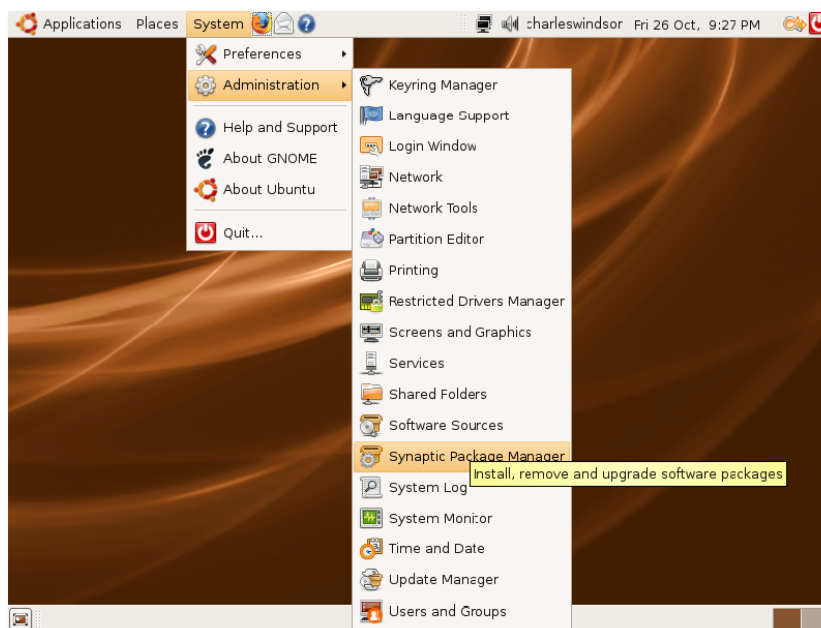 Applications Places System charleswindsor Fri 26 Oct, 9:27 PM
Preferences
Administration
Help and Support
About GNOME
About Ubuntu
Quit...
Keyring Manager
Language Support
Login Window
Network
Network Tools
Partition Editor
Printing
Restricted Drivers Manager
Screens and Graphics
Services
Shared Folders
Software Sources
Synaptic Package Manager
Install, remove and upgrade software packages
System Log
System Monitor
Time and Date
Update Manager
Users and Groups